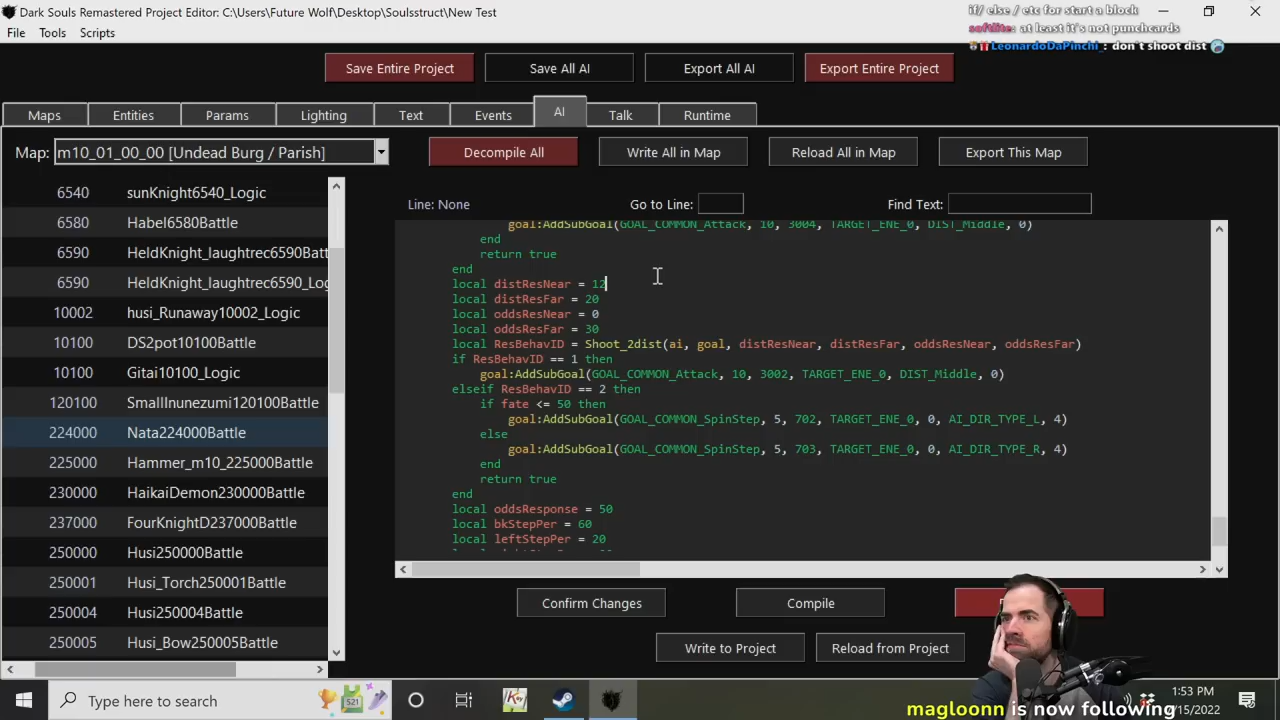 Dark Souls Remastered Project Editor: C:\Users\Future Wolf\Desktop\Soulsstruct\New Test
if/ else / etc for start a block
softlite: at least it's not punchcards
LeonardoDaPinchi_: don't shoot dist
File Tools Scripts
Save Entire Project Save All AI Export All AI Export Entire Project
Maps Entities Params Lighting Text Events AI Talk Runtime
Map: m10_01_00_00 [Undead Burg / Parish] Decompile All Write All in Map Reload All in Map Export This Map
Line: None Go to Line: Find Text:
6540 sunKnight6540_Logic
6580 Habel6580Battle
6590 HeldKnight_laughtrec6590Batt
6590 HeldKnight_laughtrec6590_Log
10002 husi_Runaway10002_Logic
10100 DS2pot10100Battle
10100 Gitai10100_Logic
120100 SmallInunezumi120100Battle
224000 Nata224000Battle
225000 Hammer_m10_225000Battle
230000 HaikaiDemon230000Battle
237000 FourKnightD237000Battle
250000 Husi250000Battle
250001 Husi_Torch250001Battle
250004 Husi250004Battle
250005 Husi_Bow250005Battle
goal:AddSubGoal(GOAL_COMMON_Attack, 10, 3004, TARGET_ENE_0, DIST_Middle, 0)
end
return true
end
local distResNear = 12
local distResFar = 20
local oddsResNear = 0
local oddsResFar = 30
local ResBehavID = Shoot_2dist(ai, goal, distResNear, distResFar, oddsResNear, oddsResFar)
if ResBehavID == 1 then
goal:AddSubGoal(GOAL_COMMON_Attack, 10, 3002, TARGET_ENE_0, DIST_Middle, 0)
elseif ResBehavID == 2 then
if fate <= 50 then
goal:AddSubGoal(GOAL_COMMON_SpinStep, 5, 702, TARGET_ENE_0, 0, AI_DIR_TYPE_L, 4)
else
goal:AddSubGoal(GOAL_COMMON_SpinStep, 5, 703, TARGET_ENE_0, 0, AI_DIR_TYPE_R, 4)
end
return true
end
local oddsResponse = 50
local bkStepPer = 60
local leftStepPer = 20
Confirm Changes Compile
Write to Project Reload from Project
Type here to search
521
Key
1:53 PM
/15/2022
magloonn is now following